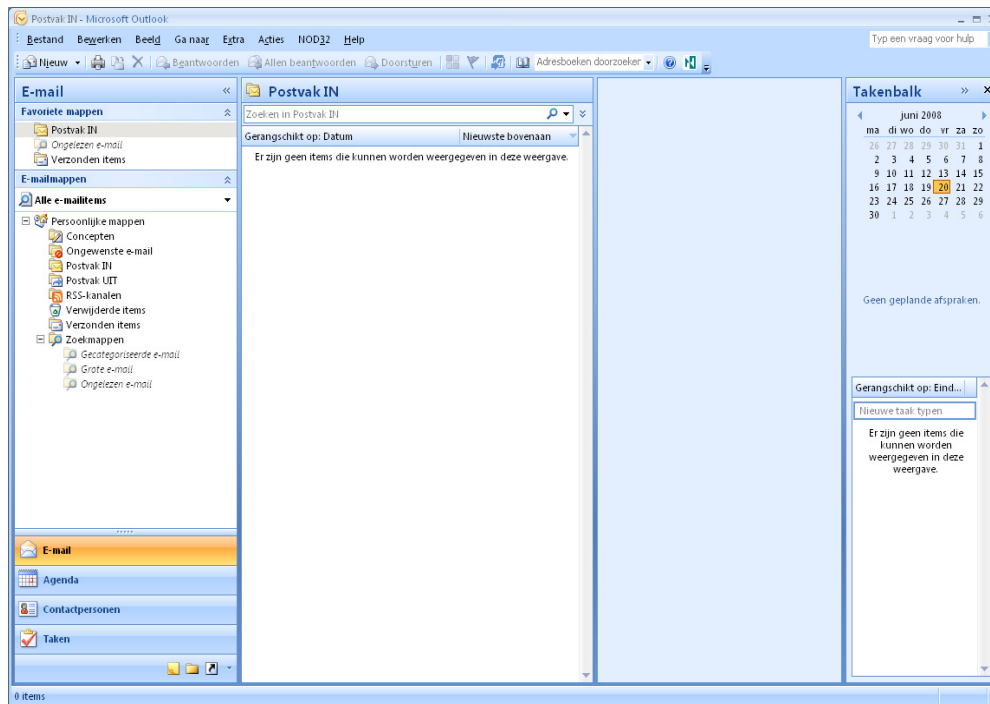 Postvak IN - Microsoft Outlook
Bestand Bewerken Beeld Ga naar Extra Acties NOD32 Help
Typ een vraag voor hulp
Nieuw Beantwoorden Allen beantwoorden Doorsturen Adresboeken doorzoeken
E-mail
Favoriete mappen
Postvak IN
Ongelezen e-mail
Verzonden items
E-mailmappen
Alle e-mailitems
Persoonlijke mappen
Concepten
Ongewenste e-mail
Postvak IN
Postvak UIT
RSS-kanalen
Verwijderde items
Verzonden items
Zoekmappen
Gecategoriseerde e-mail
Grote e-mail
Ongelezen e-mail
E-mail
Agenda
Contactpersonen
Taken
0 items
Postvak IN
Zoeken in Postvak IN
Gerangschikt op: Datum Nieuwste bovenaan
Er zijn geen items die kunnen worden weergegeven in deze weergave.
Takenbalk
juni 2008
ma di wo do vr za zo
26 27 28 29 30 31 1
2 3 4 5 6 7 8
9 10 11 12 13 14 15
16 17 18 19 20 21 22
23 24 25 26 27 28 29
30 1 2 3 4 5 6
Geen geplande afspraken.
Gerangschikt op: Eind...
Nieuwe taak typen
Er zijn geen items die
kunnen worden
weergegeven in deze
weergave.